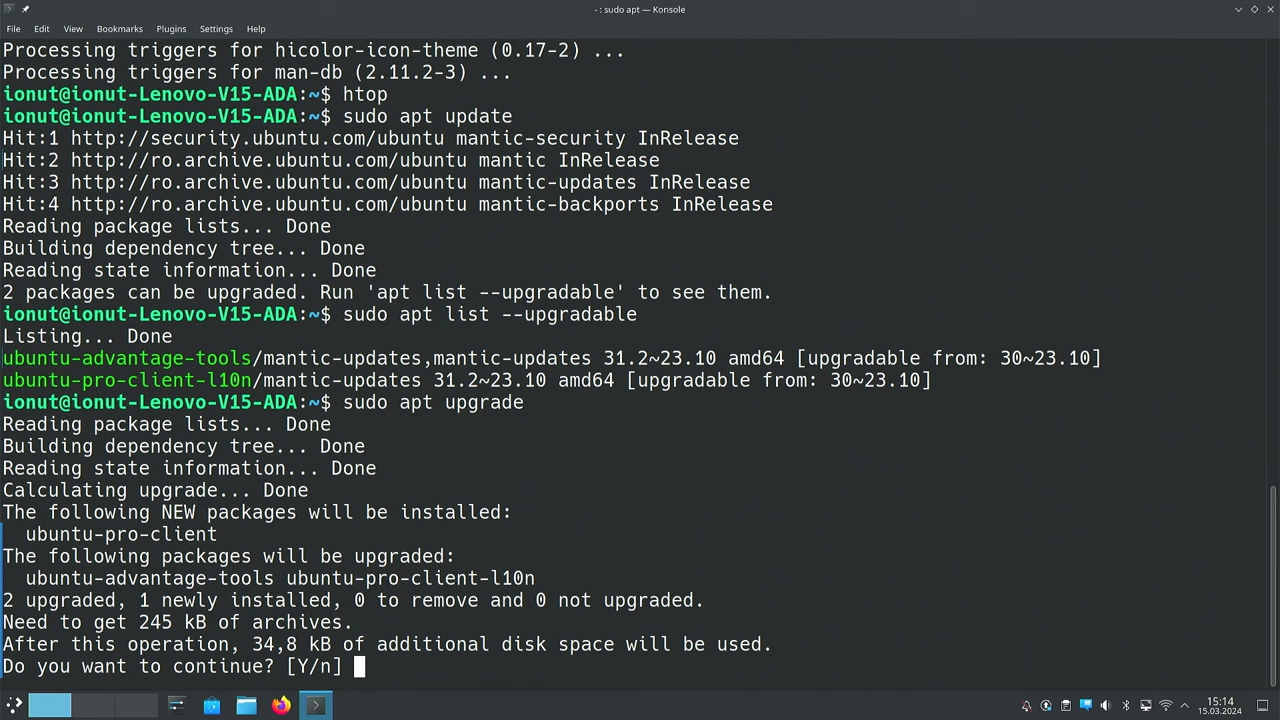 - : sudo apt — Konsole
File Edit View Bookmarks Plugins Settings Help
Processing triggers for hicolor-icon-theme (0.17-2) ...
Processing triggers for man-db (2.11.2-3) ...
ionut@ionut-Lenovo-V15-ADA:~$ htop
ionut@ionut-Lenovo-V15-ADA:~$ sudo apt update
Hit:1 http://security.ubuntu.com/ubuntu mantic-security InRelease
Hit:2 http://ro.archive.ubuntu.com/ubuntu mantic InRelease
Hit:3 http://ro.archive.ubuntu.com/ubuntu mantic-updates InRelease
Hit:4 http://ro.archive.ubuntu.com/ubuntu mantic-backports InRelease
Reading package lists... Done
Building dependency tree... Done
Reading state information... Done
2 packages can be upgraded. Run 'apt list --upgradable' to see them.
ionut@ionut-Lenovo-V15-ADA:~$ sudo apt list --upgradable
Listing... Done
ubuntu-advantage-tools/mantic-updates,mantic-updates 31.2~23.10 amd64 [upgradable from: 30~23.10]
ubuntu-pro-client-l10n/mantic-updates 31.2~23.10 amd64 [upgradable from: 30~23.10]
ionut@ionut-Lenovo-V15-ADA:~$ sudo apt upgrade
Reading package lists... Done
Building dependency tree... Done
Reading state information... Done
Calculating upgrade... Done
The following NEW packages will be installed:
  ubuntu-pro-client
The following packages will be upgraded:
  ubuntu-advantage-tools ubuntu-pro-client-l10n
2 upgraded, 1 newly installed, 0 to remove and 0 not upgraded.
Need to get 245 kB of archives.
After this operation, 34,8 kB of additional disk space will be used.
Do you want to continue? [Y/n]
15:14
15.03.2024